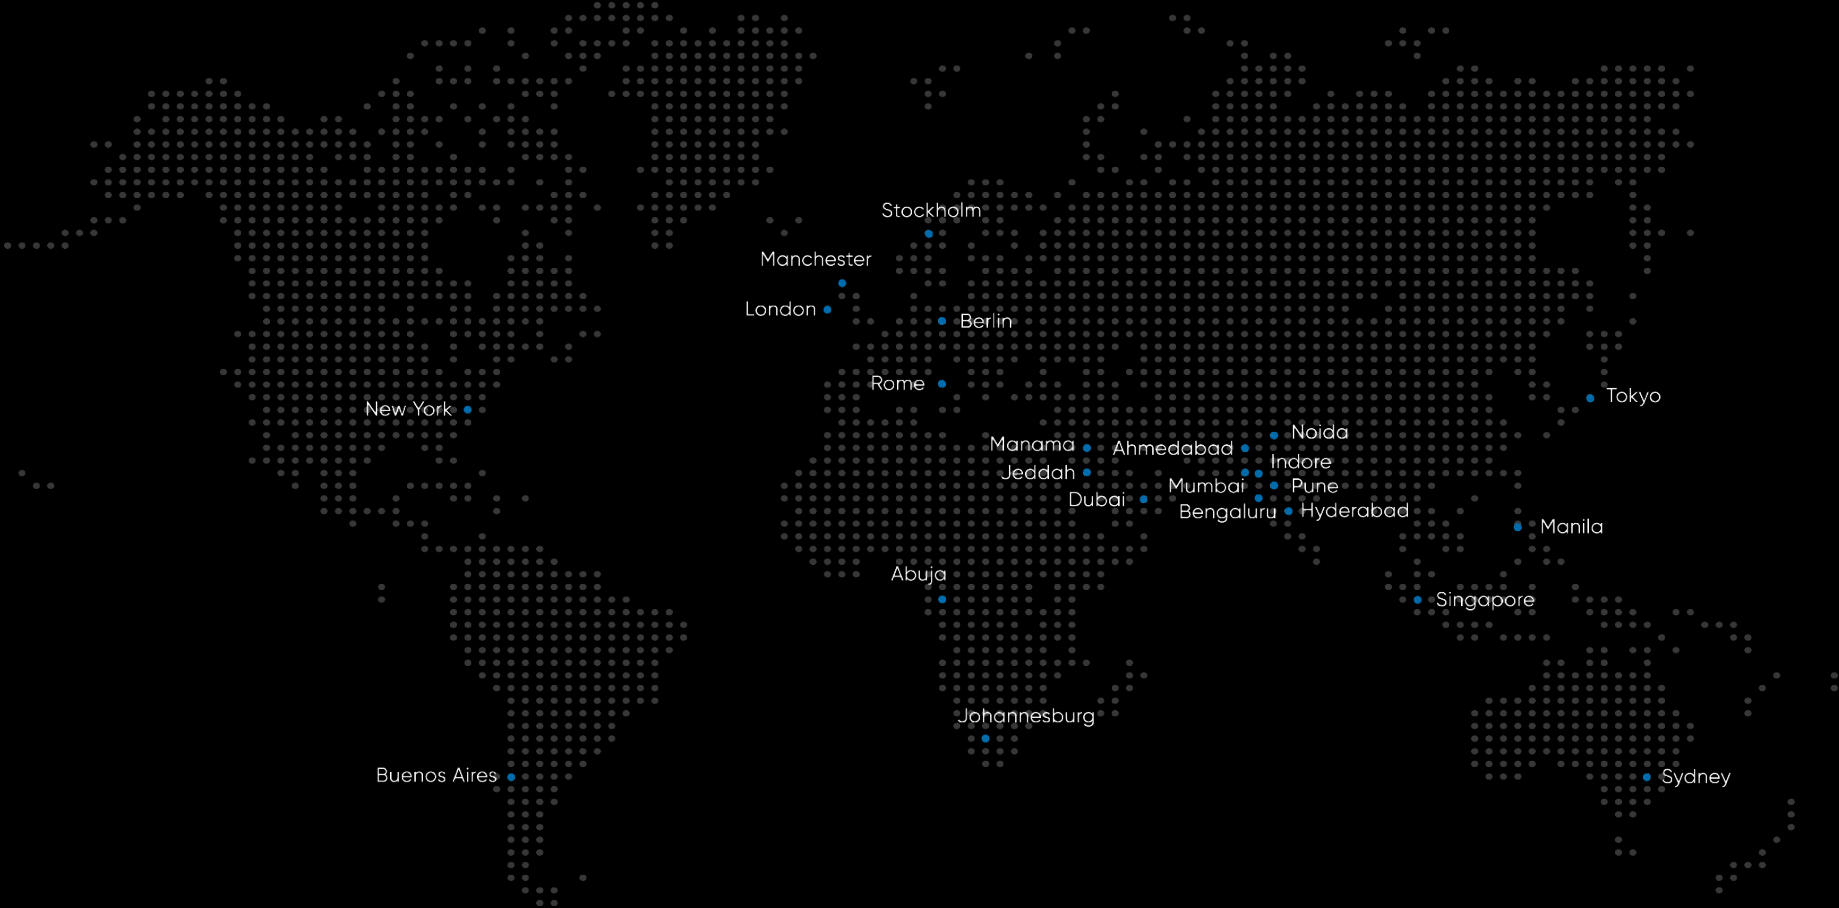 Stockholm
Manchester
London
Berlin
Rome
Tokyo
New York
Noida
Manama
Ahmedabad
Indore
Jeddah
Mumbai
Pune
Dubai
Bengaluru
Hyderabad
Manila
Abuja
Singapore
Johannesburg
Buenos Aires
Sydney